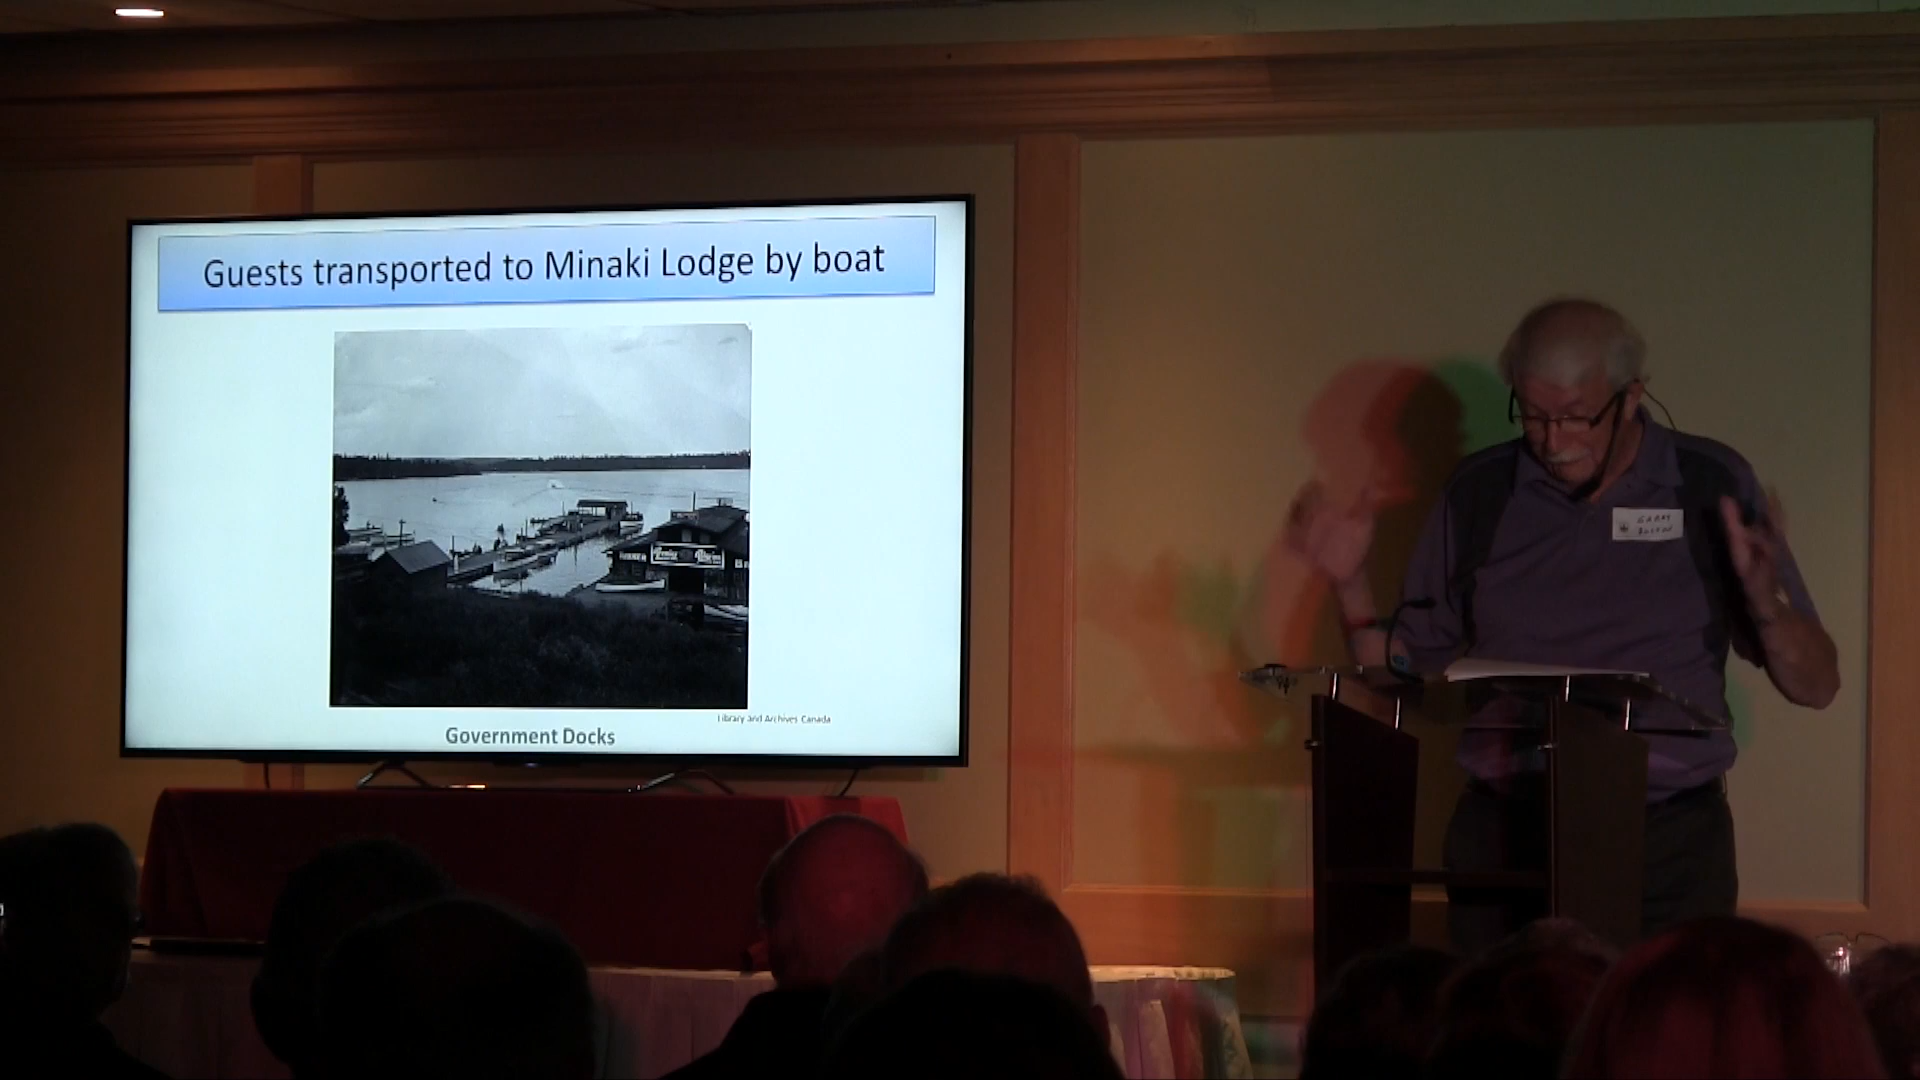 Guests transported to Minaki Lodge by boat
Library and Archives Canada
Government Docks